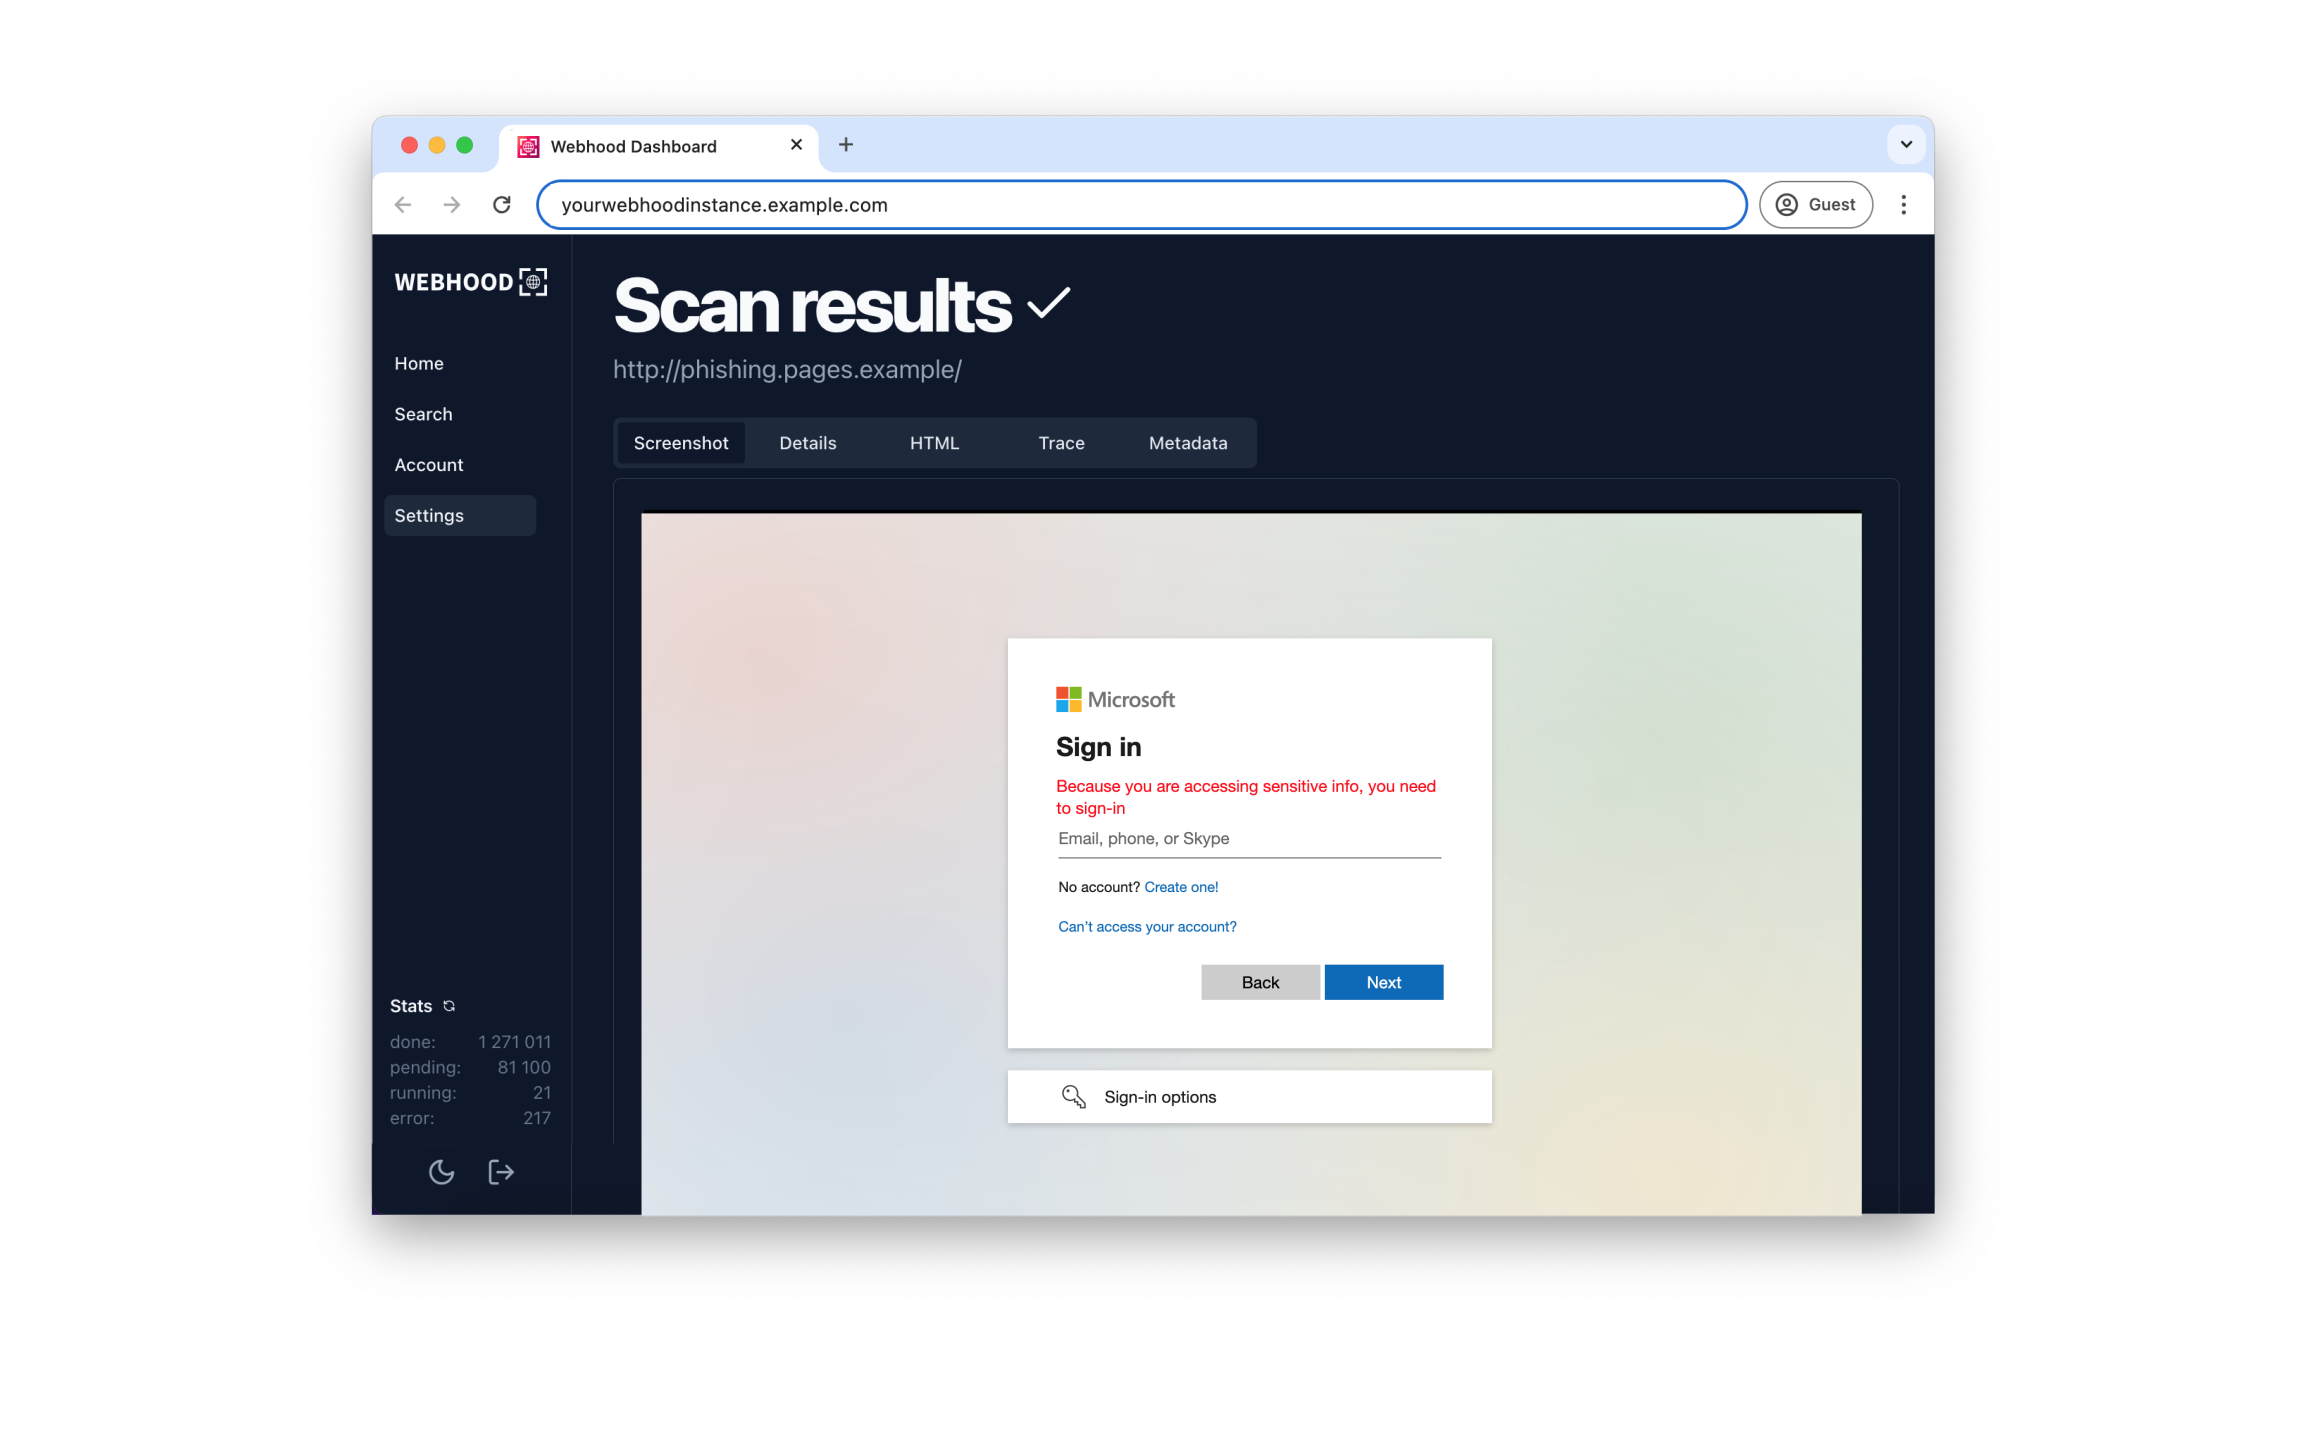 Webhood Dashboard
yourwebhoodinstance.example.com
Guest
WEBHOOD
Home
Search
Account
Settings
Stats
done: 1 271 011
pending: 81 100
running: 21
error: 217
Scan results
http://phishing.pages.example/
Screenshot Details HTML Trace Metadata
Microsoft
Sign in
Because you are accessing sensitive info, you need
to sign-in
Email, phone, or Skype
No account? Create one!
Can't access your account?
Back Next
Sign-in options